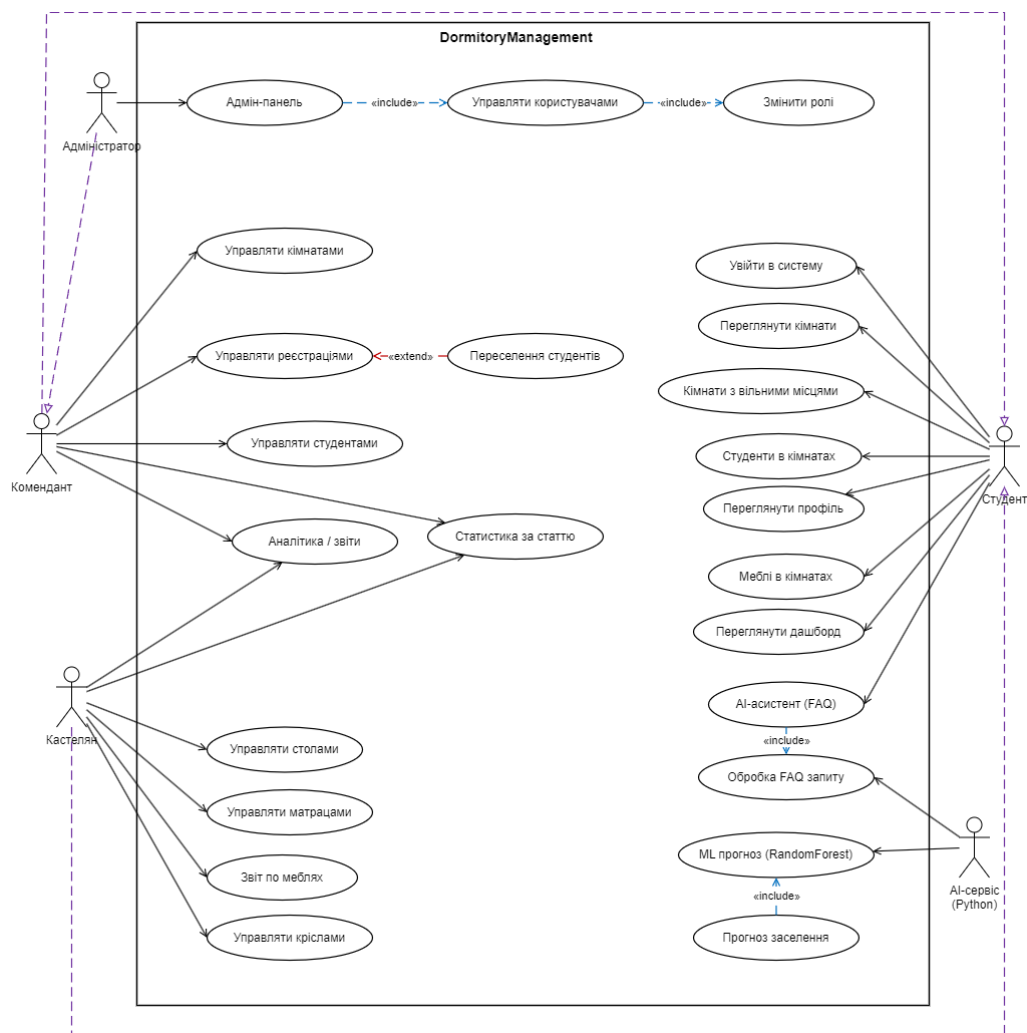 DormitoryManagement
Адмін-панель
«include»
Управляти користувачами
«include»
Змінити ролі
Адміністратор
Управляти кімнатами
Увійти в систему
Переглянути кімнати
Управляти реєстраціями
«extend»
Переселення студентів
Кімнати з вільними місцями
Управляти студентами
Студенти в кімнатах
Комендант
Студент
Переглянути профіль
Аналітика / звіти
Статистика за статтю
Меблі в кімнатах
Переглянути дашборд
Кастелян
AI-асистент (FAQ)
«include»
Управляти столами
Обробка FAQ запиту
Управляти матрацами
ML прогноз (RandomForest)
Звіт по меблях
AI-сервіс
(Python)
«include»
Управляти кріслами
Прогноз заселення